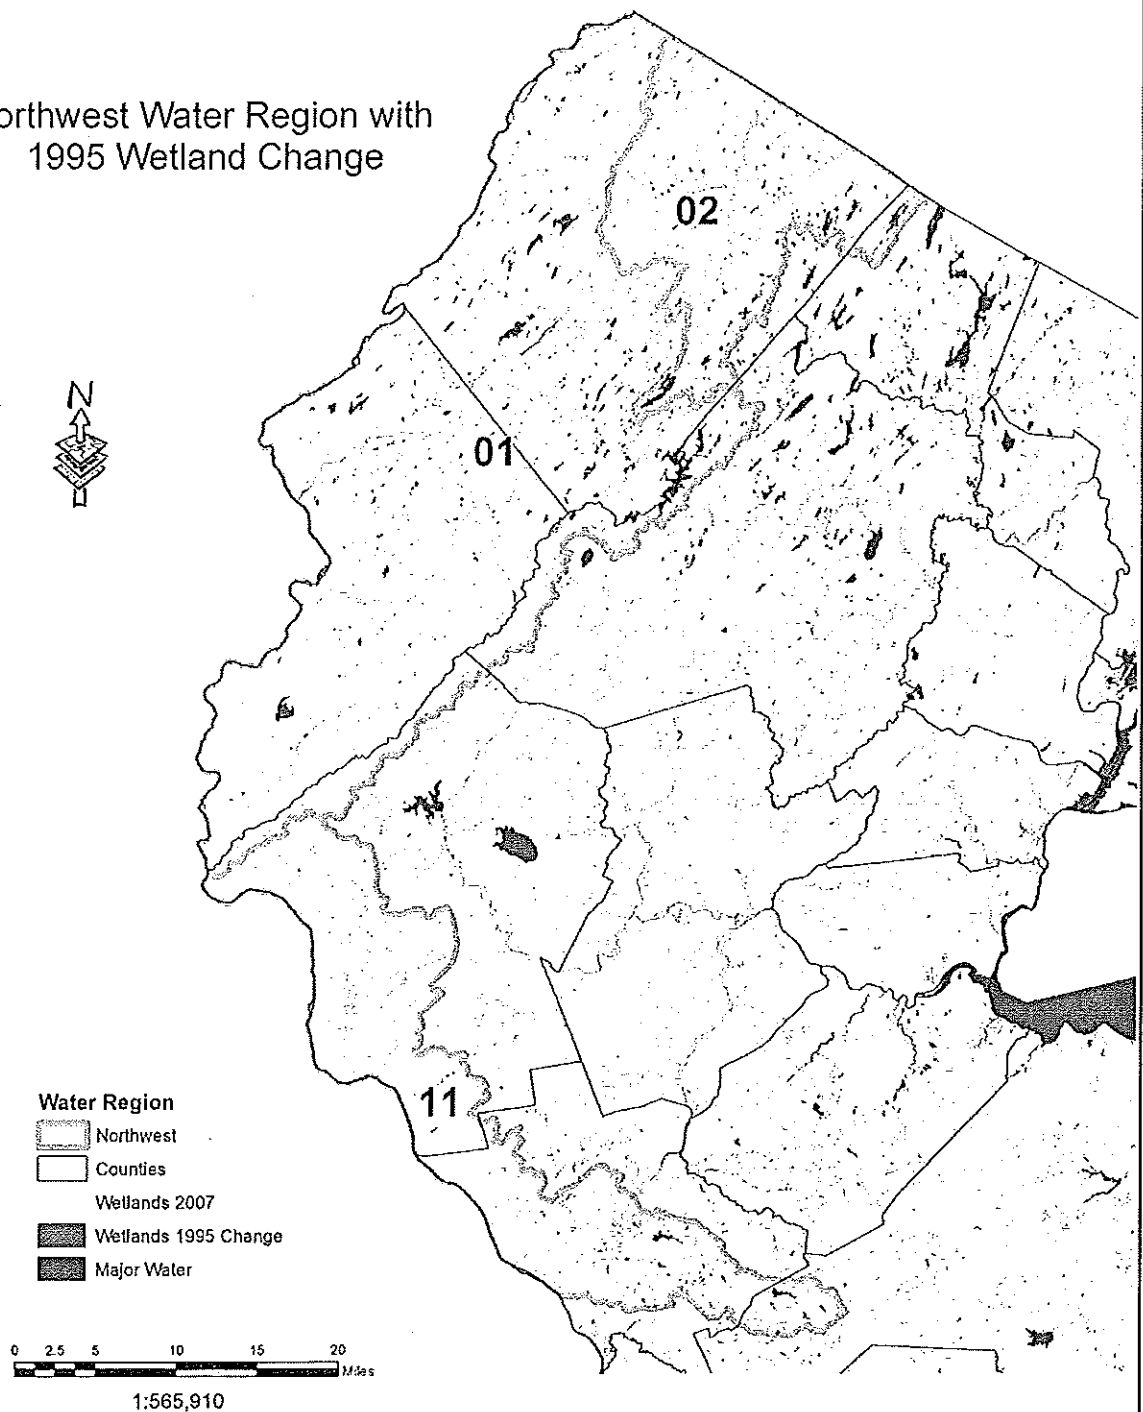 orthwest Water Region with
1995 Wetland Change
02
N
01
11
Water Region
Northwest
Counties
Wetlands 2007
Wetlands 1995 Change
Major Water
0 2.5 5 10 15 20
Miles
1:565,910